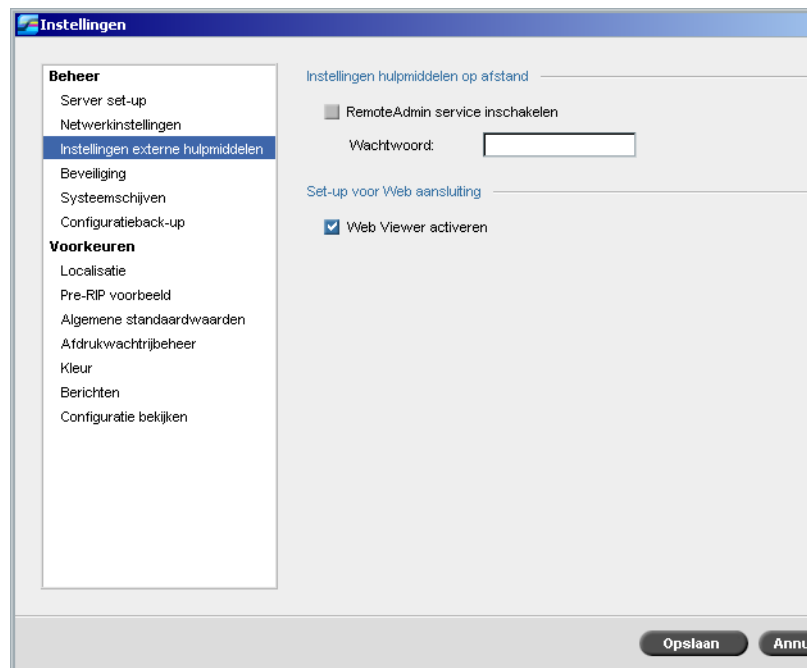 Instellingen
Beheer
Server set-up
Netwerkinstellingen
Instellingen externe hulpmiddelen
Beveiliging
Systeemschijven
Configuratieback-up
Voorkeuren
Localisatie
Pre-RIP voorbeeld
Algemene standaardwaarden
Afdrukwachtrijbeheer
Kleur
Berichten
Configuratie bekijken
Instellingen hulpmiddelen op afstand
RemoteAdmin service inschakelen
Wachtwoord:
Set-up voor Web aansluiting
Web Viewer activeren
Opslaan